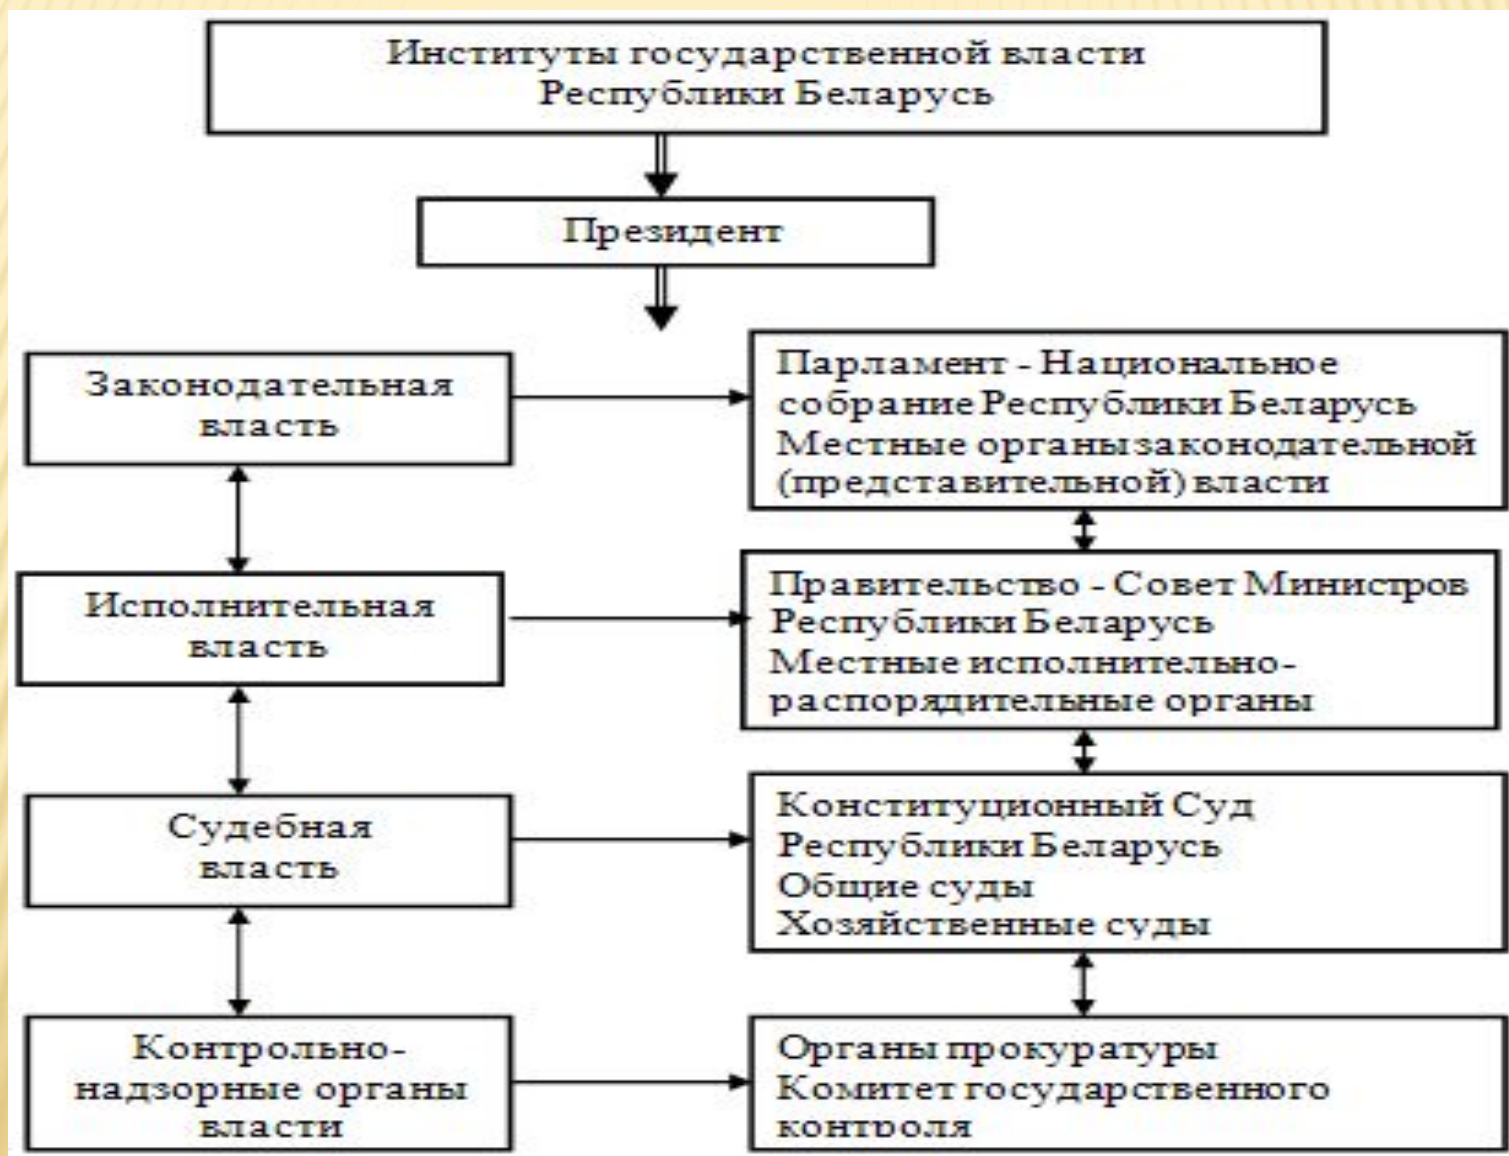 Институты государственной власти
Республики Беларусь
Президент
Законодательная
власть
Парламент - Национальное
собрание Республики Беларусь
Местные органы законодательной
(представительной) власти
Исполнительная
власть
Правительство - Совет Министров
Республики Беларусь
Местные исполнительно-
распорядительные органы
Судебная
власть
Конституционный Суд
Республики Беларусь
Общие суды
Хозяйственные суды
Контрольно-
надзорные органы
власти
Органы прокуратуры
Комитет государственного
контроля